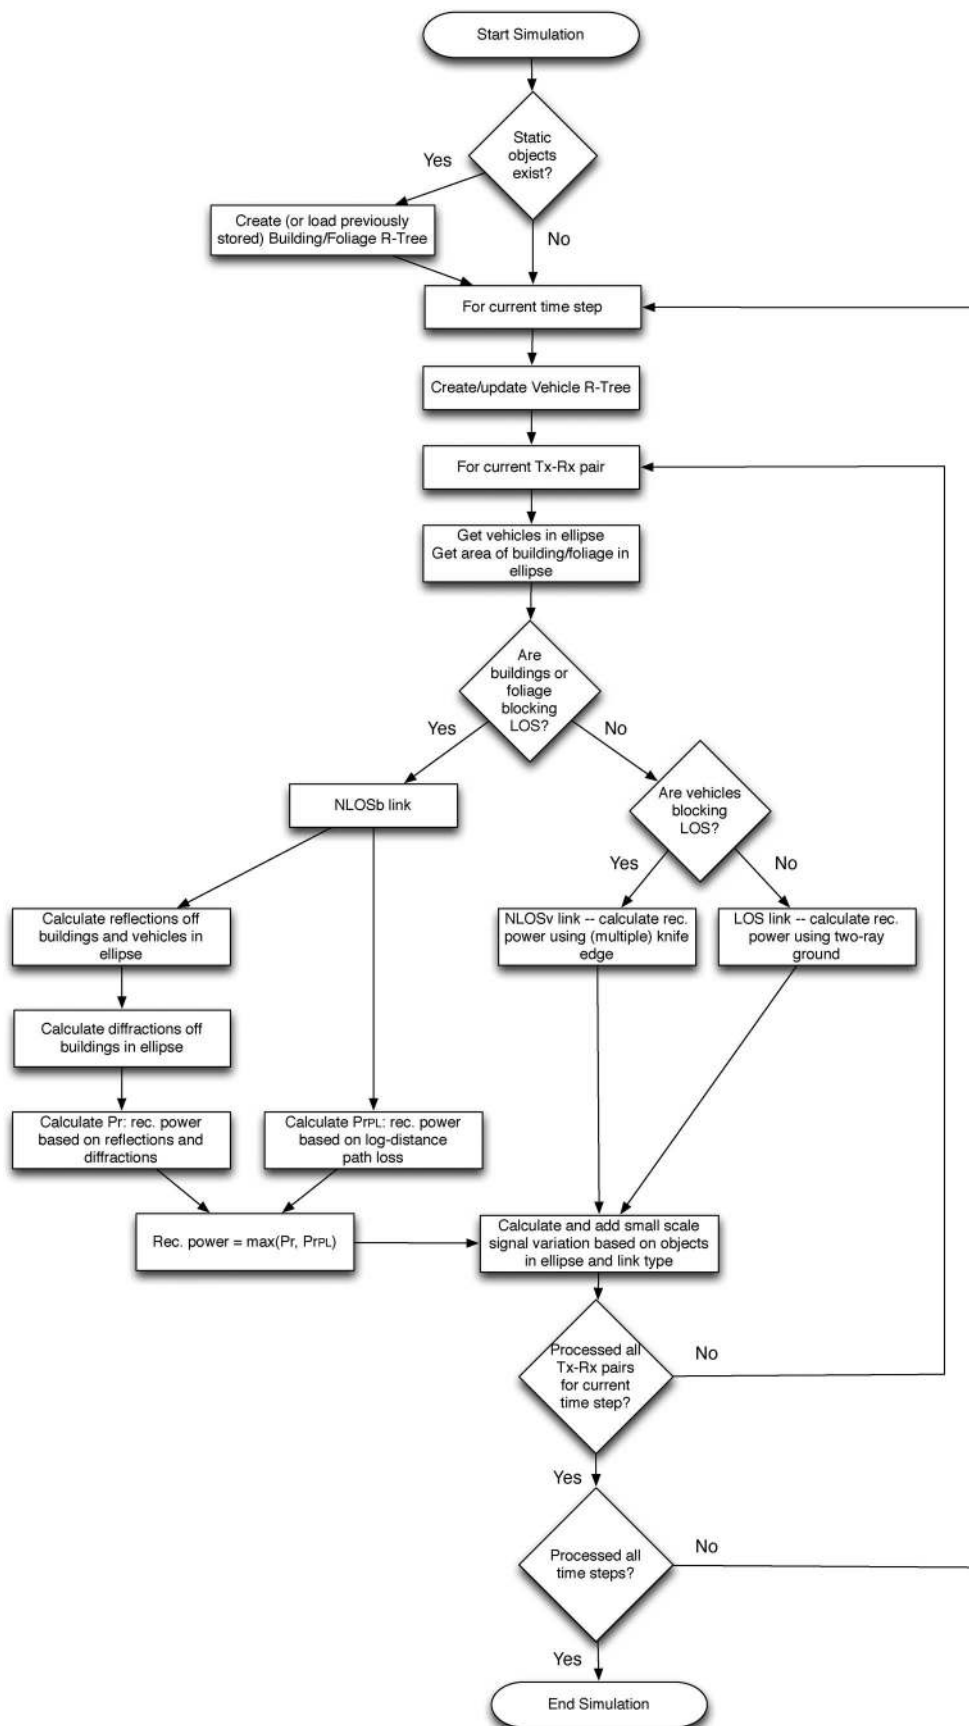 Start Simulation
Static
objects
exist?
Yes
Create (or load previously
stored) Building/Foliage R-Tree
No
For current time step
Create/update Vehicle R-Tree
For current Tx-Rx pair
Get vehicles in ellipse
Get area of building/foliage in
ellipse
Are
buildings or
foliage
blocking
LOS?
Yes
No
NLOSb link
Are vehicles
blocking
LOS?
Yes
No
Calculate reflections off
buildings and vehicles in
ellipse
NLOSv link -- calculate rec.
power using (multiple) knife
edge
LOS link -- calculate rec.
power using two-ray
ground
Calculate diffractions off
buildings in ellipse
Calculate Pr: rec. power
based on reflections and
diffractions
Calculate PrPL: rec. power
based on log-distance
path loss
Rec. power = max(Pr, PrPL)
Calculate and add small scale
signal variation based on objects
in ellipse and link type
Processed all
Tx-Rx pairs
for current
time step?
No
Yes
Processed all
time steps?
No
Yes
End Simulation